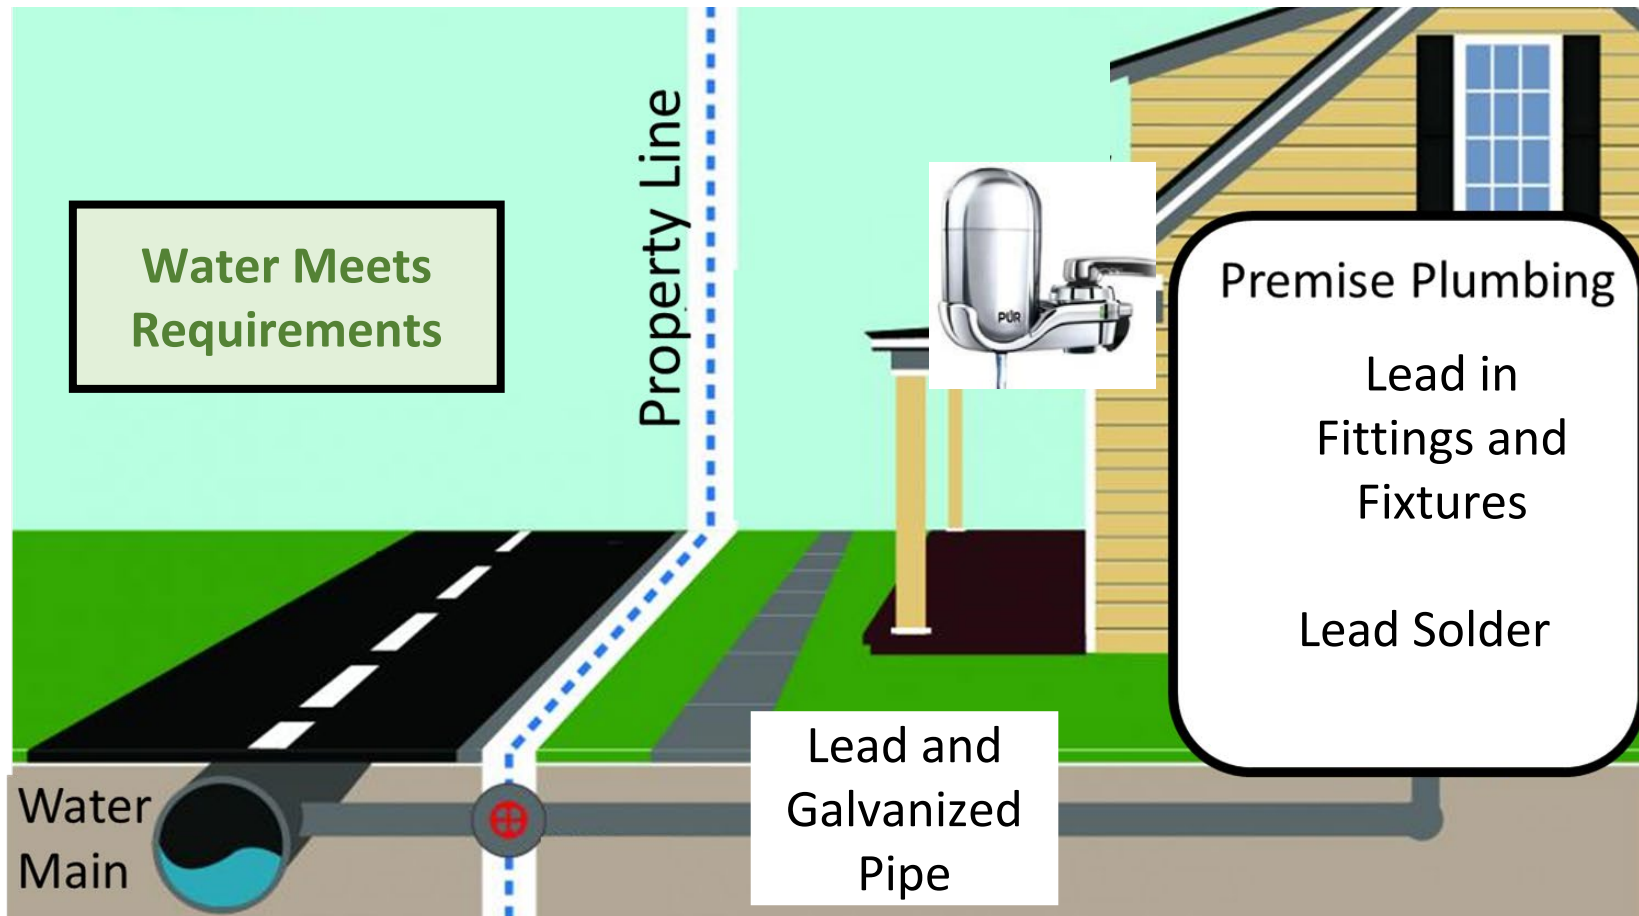 Water Meets
Requirements
Property Line
PŪR
Premise Plumbing
Lead in
Fittings and
Fixtures
Lead Solder
Lead and
Galvanized
Pipe
Water
Main